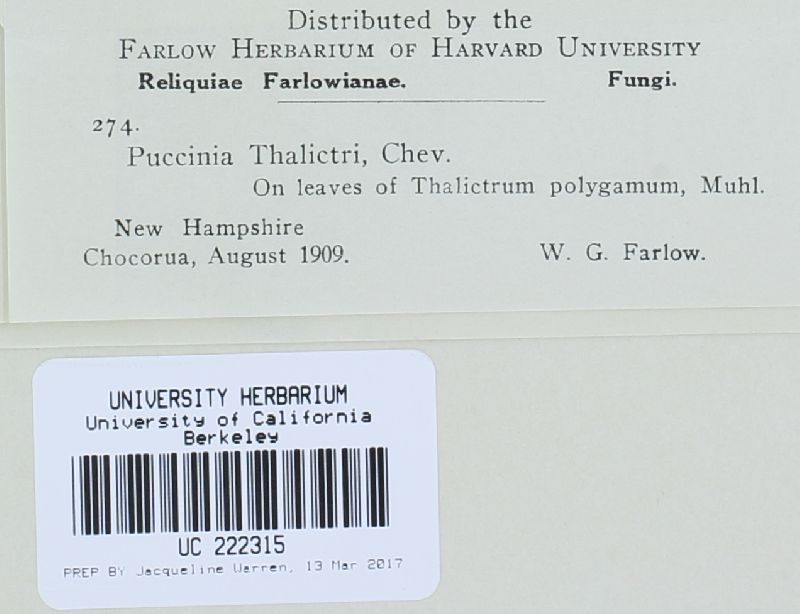 Distributed by the
FARLOW HERBARIUM OF HARVARD UNIVERSITY
Reliquiae Farlowianae. Fungi.
274.
Puccinia Thalictri, Chev.
On leaves of Thalictrum polygamum, Muhl.
New Hampshire
Chocorua, August 1909. W. G. Farlow.
UNIVERSITY HERBARIUM
University of California
Berkeley
UC 222315
PREP BY Jacqueline Warren, 13 Mar 2017